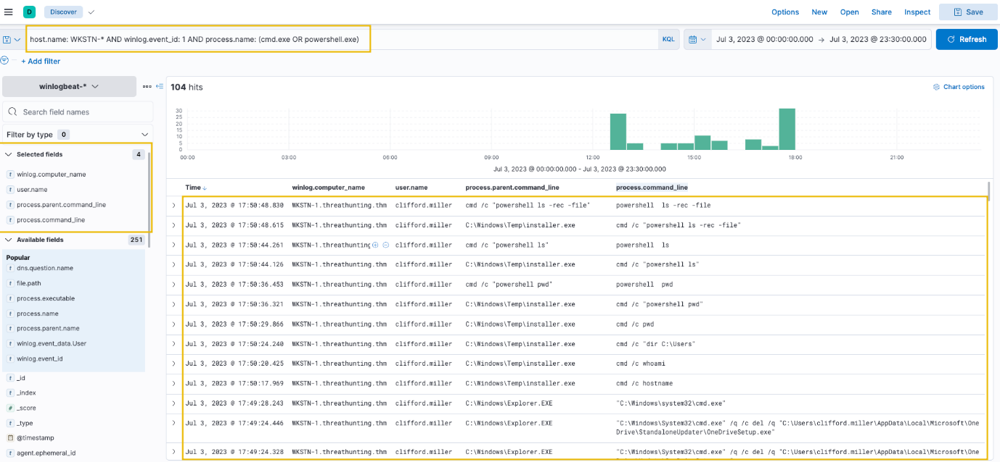 D Discover Options New Open Share Inspect Save
host.name: WKSTN-* AND winlog.event_id: 1 AND process.name: (cmd.exe OR powershell.exe) KQL Jul 3, 2023 @ 00:00:00.000 → Jul 3, 2023 @ 23:30:00.000 Refresh
+ Add filter
winlogbeat-*
Search field names
Filter by type 0
Selected fields 4
t winlog.computer_name
t user.name
t process.parent.command_line
t process.command_line
Available fields 251
Popular
t dns.question.name
t file.path
t process.executable
t process.name
t process.parent.name
t winlog.event_data.User
t winlog.event_id
t _id
t _index
# _score
t _type
@timestamp
t agent.ephemeral_id
104 hits Chart options
30
25
20
15
10
5
0
00:00 03:00 06:00 09:00 12:00 15:00 18:00 21:00
Jul 3, 2023 @ 00:00:00.000 - Jul 3, 2023 @ 23:30:00.000
Time ↓ winlog.computer_name user.name process.parent.command_line process.command_line
Jul 3, 2023 @ 17:50:48.830 WKSTN-1.threathunting.thm clifford.miller cmd /c "powershell ls -rec -file" powershell ls -rec -file
Jul 3, 2023 @ 17:50:48.615 WKSTN-1.threathunting.thm clifford.miller C:\Windows\Temp\installer.exe cmd /c "powershell ls -rec -file"
Jul 3, 2023 @ 17:50:44.261 WKSTN-1.threathunting clifford.miller cmd /c "powershell ls" powershell ls
Jul 3, 2023 @ 17:50:44.126 WKSTN-1.threathunting.thm clifford.miller C:\Windows\Temp\installer.exe cmd /c "powershell ls"
Jul 3, 2023 @ 17:50:36.453 WKSTN-1.threathunting.thm clifford.miller cmd /c "powershell pwd" powershell pwd
Jul 3, 2023 @ 17:50:36.321 WKSTN-1.threathunting.thm clifford.miller C:\Windows\Temp\installer.exe cmd /c "powershell pwd"
Jul 3, 2023 @ 17:50:29.866 WKSTN-1.threathunting.thm clifford.miller C:\Windows\Temp\installer.exe cmd /c pwd
Jul 3, 2023 @ 17:50:24.240 WKSTN-1.threathunting.thm clifford.miller C:\Windows\Temp\installer.exe cmd /c "dir C:\Users"
Jul 3, 2023 @ 17:50:20.425 WKSTN-1.threathunting.thm clifford.miller C:\Windows\Temp\installer.exe cmd /c whoami
Jul 3, 2023 @ 17:50:17.969 WKSTN-1.threathunting.thm clifford.miller C:\Windows\Temp\installer.exe cmd /c hostname
Jul 3, 2023 @ 17:49:28.243 WKSTN-1.threathunting.thm clifford.miller C:\Windows\Explorer.EXE "C:\Windows\system32\cmd.exe"
Jul 3, 2023 @ 17:49:24.446 WKSTN-1.threathunting.thm clifford.miller C:\Windows\Explorer.EXE "C:\Windows\System32\cmd.exe" /q /c del /q "C:\Users\clifford.miller\AppData\Local\Microsoft\One
Drive\StandaloneUpdater\OneDriveSetup.exe"
Jul 3, 2023 @ 17:49:24.328 WKSTN-1.threathunting.thm clifford.miller C:\Windows\Explorer.EXE "C:\Windows\System32\cmd.exe" /q /c del /q "C:\Users\clifford.miller\AppData\Local\Microsoft\One